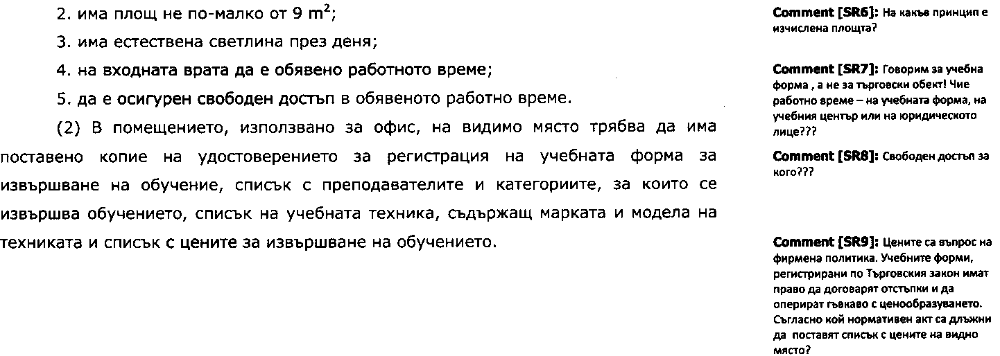 2. има площ не по-малко от 9 m²;
3. има естествена светлина през деня;
4. на входната врата да е обявено работното време;
5. да е осигурен свободен достъп в обявеното работно време.
(2) В помещението, използвано за офис, на видимо място трябва да има
поставено копие на удостоверението за регистрация на учебната форма за
извършване на обучение, списък с преподавателите и категориите, за които се
извършва обучението, списък на учебната техника, съдържащ марката и модела на
техниката и списък с цените за извършване на обучението.
Comment [SR6]: На какъв принцип е
изчислена площта?
Comment [SR7]: Говорим за учебна
форма , а не за търговски обект! Чие
работно време – на учебната форма, на
учебния център или на юридическото
лице???
Comment [SR8]: Свободен достъп за
кого???
Comment [SR9]: Цените са въпрос на
фирмена политика. Учебните форми,
регистрирани по Търговския закон имат
право да договарят отстъпки и да
оперират гъвкаво с ценообразуването.
Съгласно кой нормативен акт са длъжни
да поставят списък с цените на видно
място?